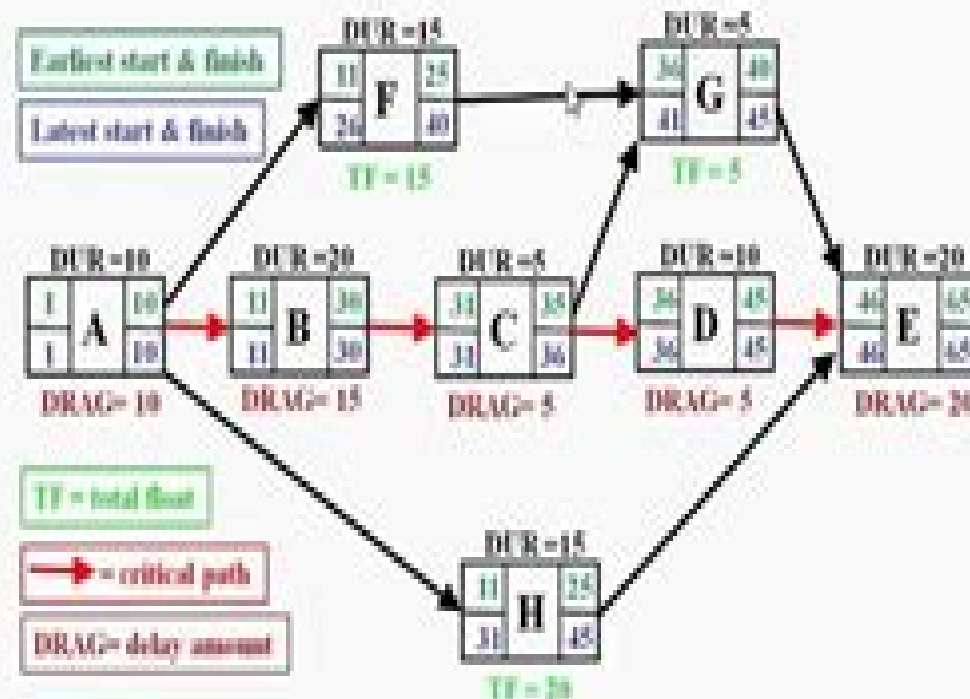 DUR =15
DUR =5
Earliest start & finish
11 F 25
26 40
36 G 40
41 45
Latest start & finish
TF = 15
TF = 5
DUR =10
DUR =20
DUR =5
DUR =10
DUR =20
1 A 10
1 10
11 B 30
11 30
31 C 35
31 36
36 D 45
36 45
46 E 65
46 65
DRAG= 10
DRAG= 15
DRAG= 5
DRAG= 5
DRAG= 20
TF = total float
DUR =15
= critical path
11 H 25
31 45
DRAG= delay amount
TF = 20